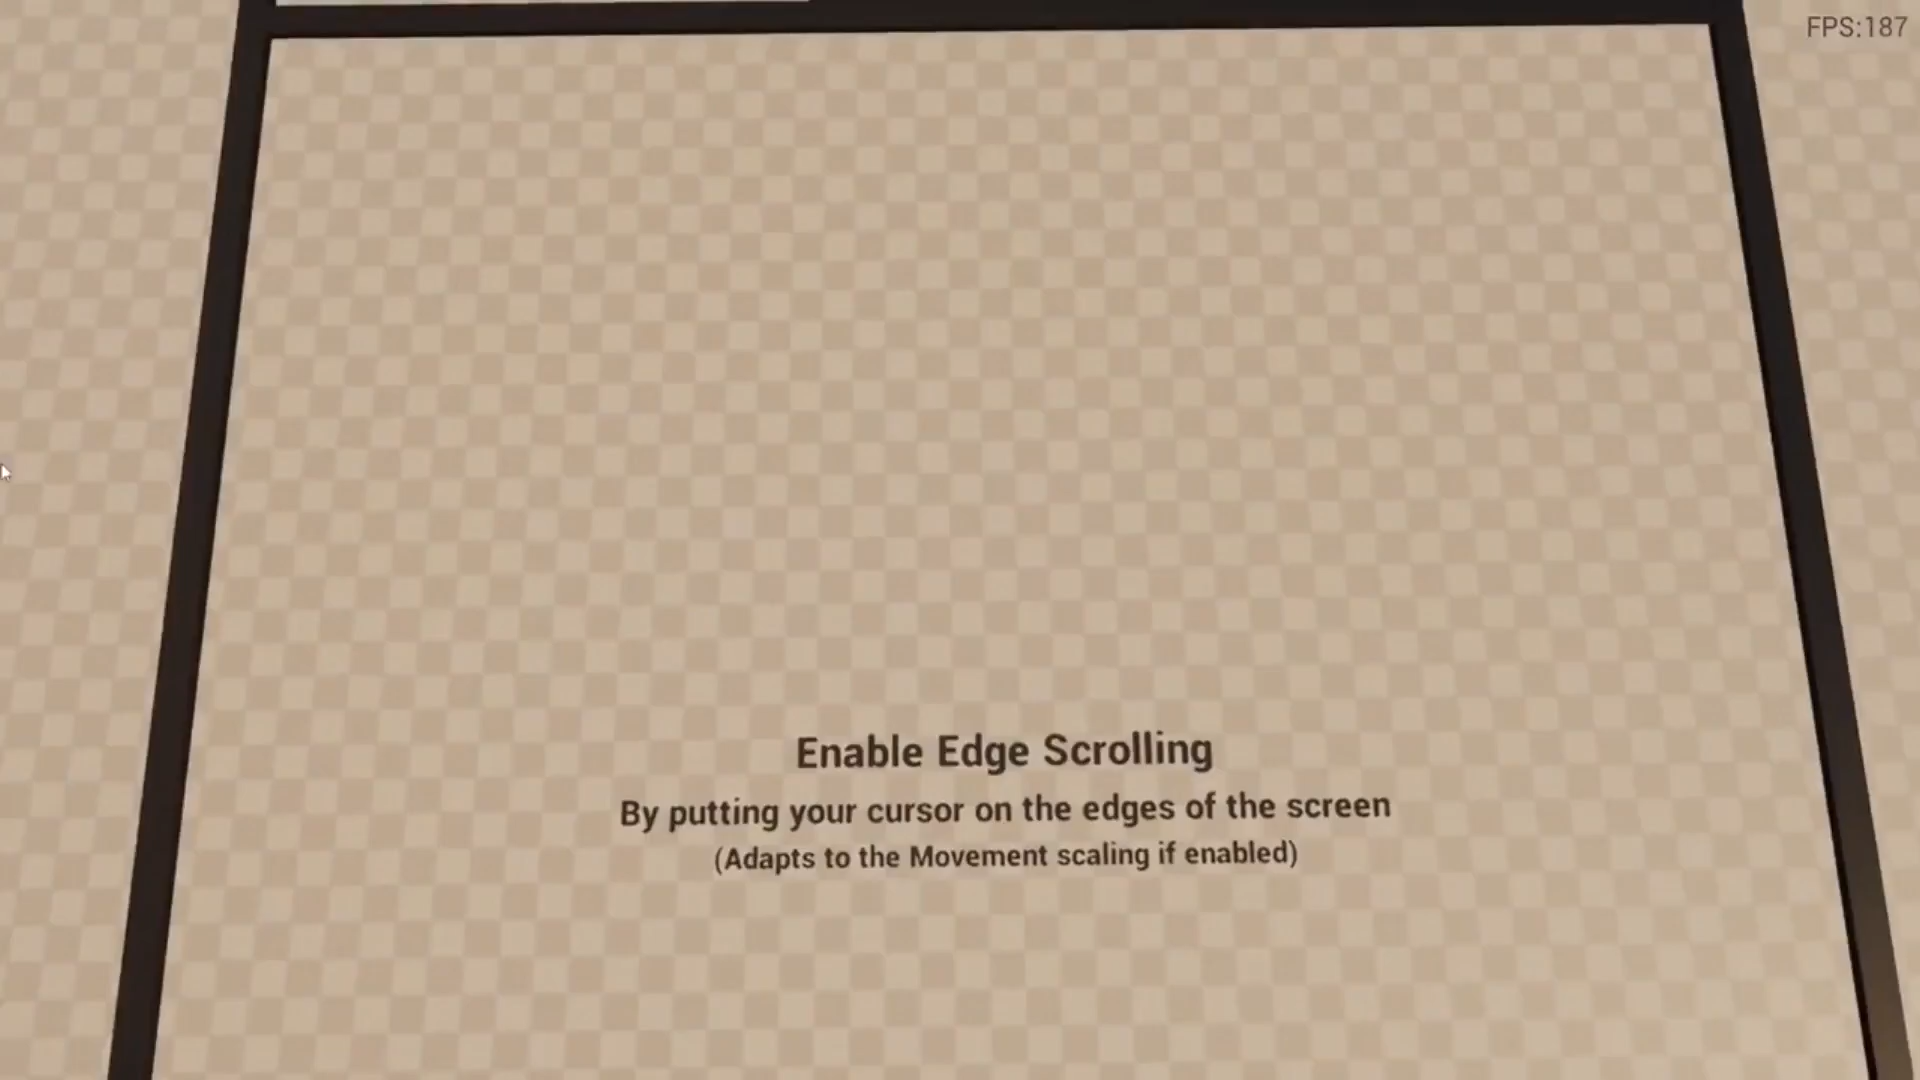 FPS:187
Enable Edge Scrolling
By putting your cursor on the edges of the screen
(Adapts to the Movement scaling if enabled)